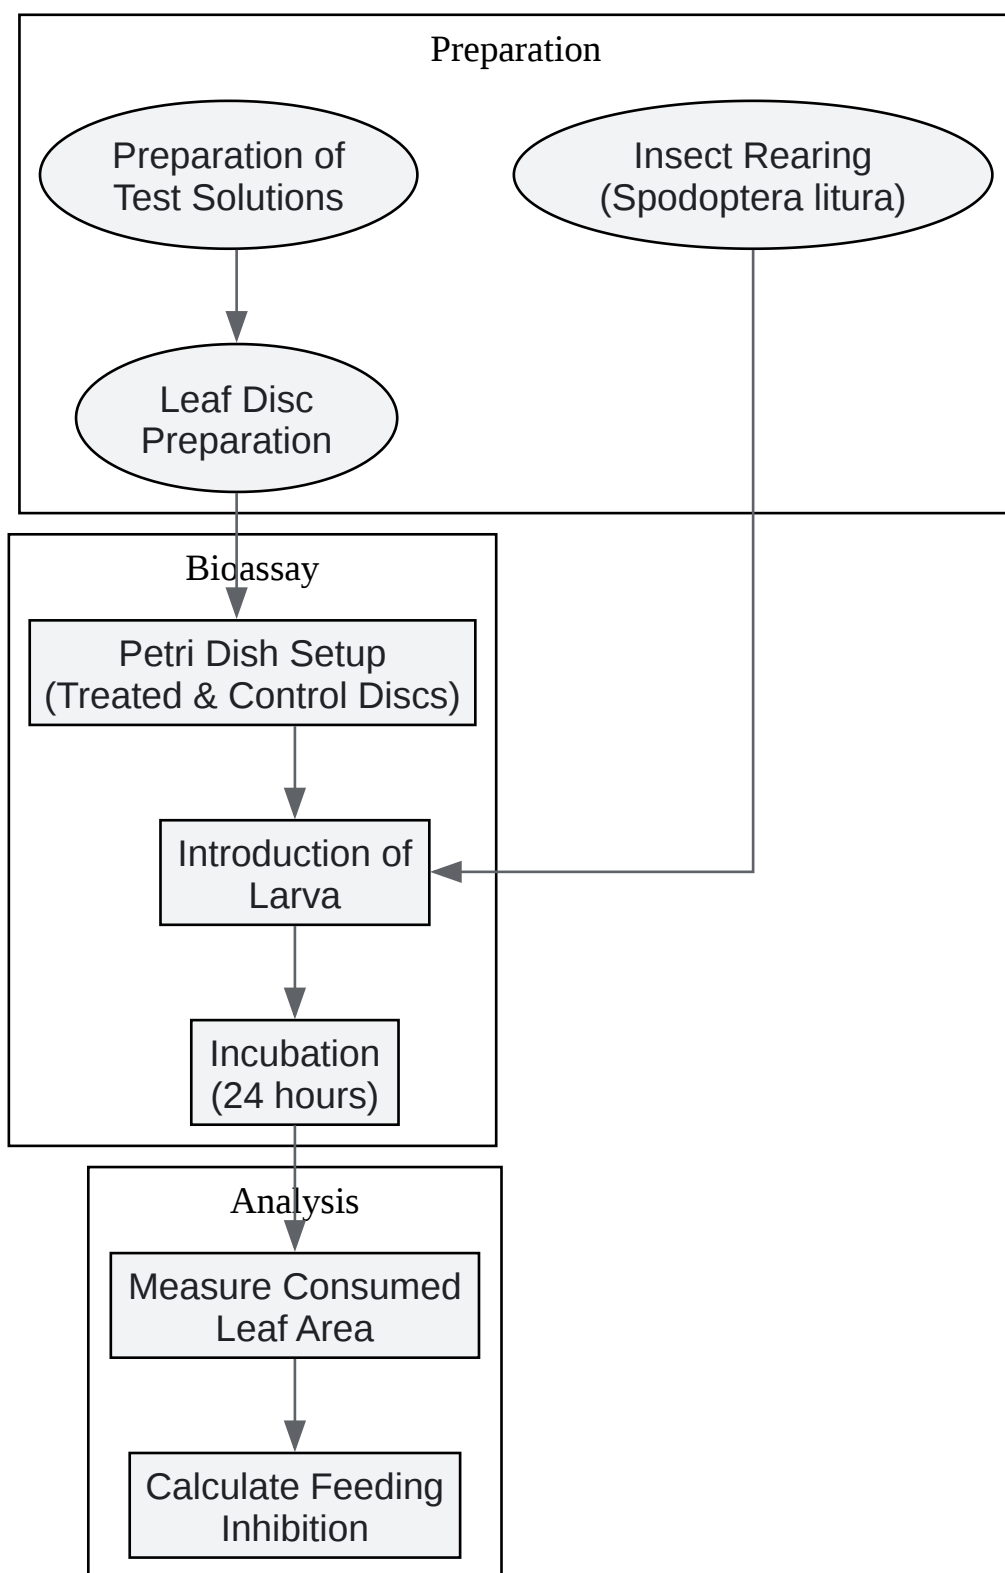 Preparation
Preparation of
Test Solutions
Insect Rearing
(Spodoptera litura)
Leaf Disc
Preparation
Bioassay
Petri Dish Setup
(Treated & Control Discs)
Introduction of
Larva
Incubation
(24 hours)
Analysis
Measure Consumed
Leaf Area
Calculate Feeding
Inhibition